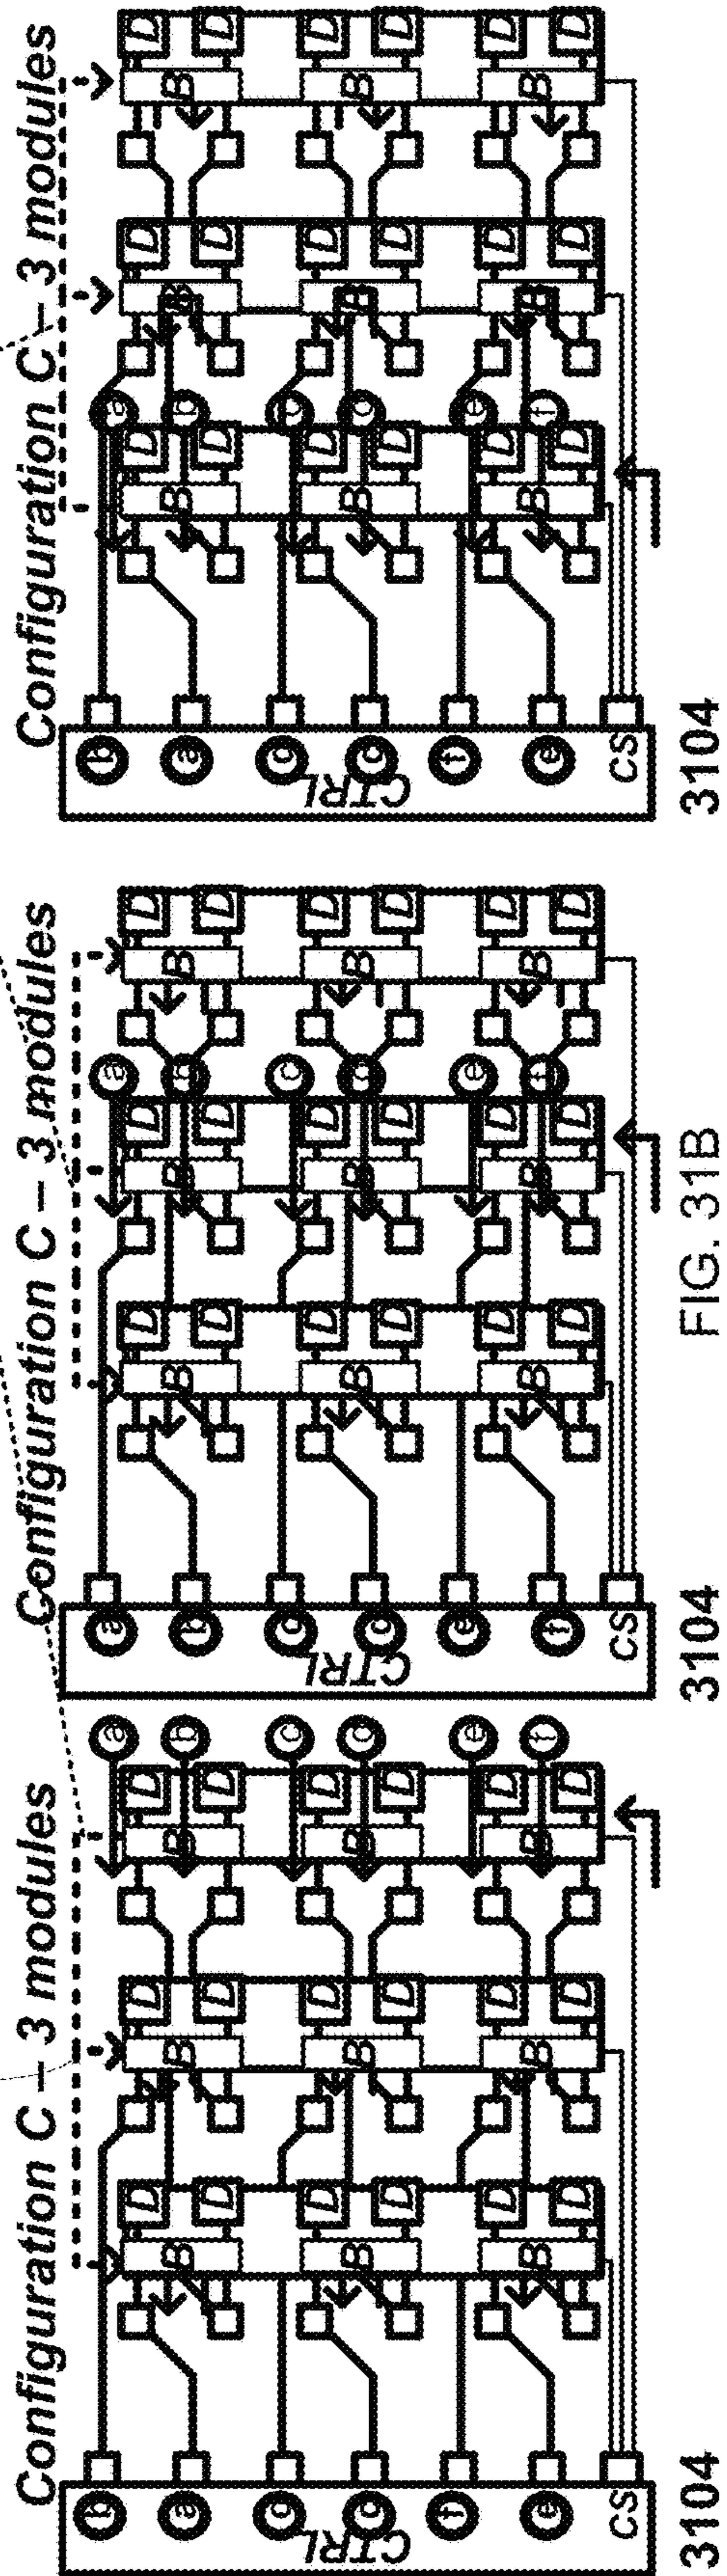 Configuration C – 3 modules Configuration C – 3 modules Configuration C – 3 modules
b a a a b a
D D D D D D D D D
a B B B b b B B b B a B b B B
D D D D D D D D D
c c c
D D D D D D D D D
CTRL B B B CTRL B B B CTRL B B B
D D D D D D D D D
f e e e f e
D D D D D D D D D
e B B B f f B B f B e B f B B
D D D D D D D D D
CS CS CS
3104 3104 FIG. 31B 3104